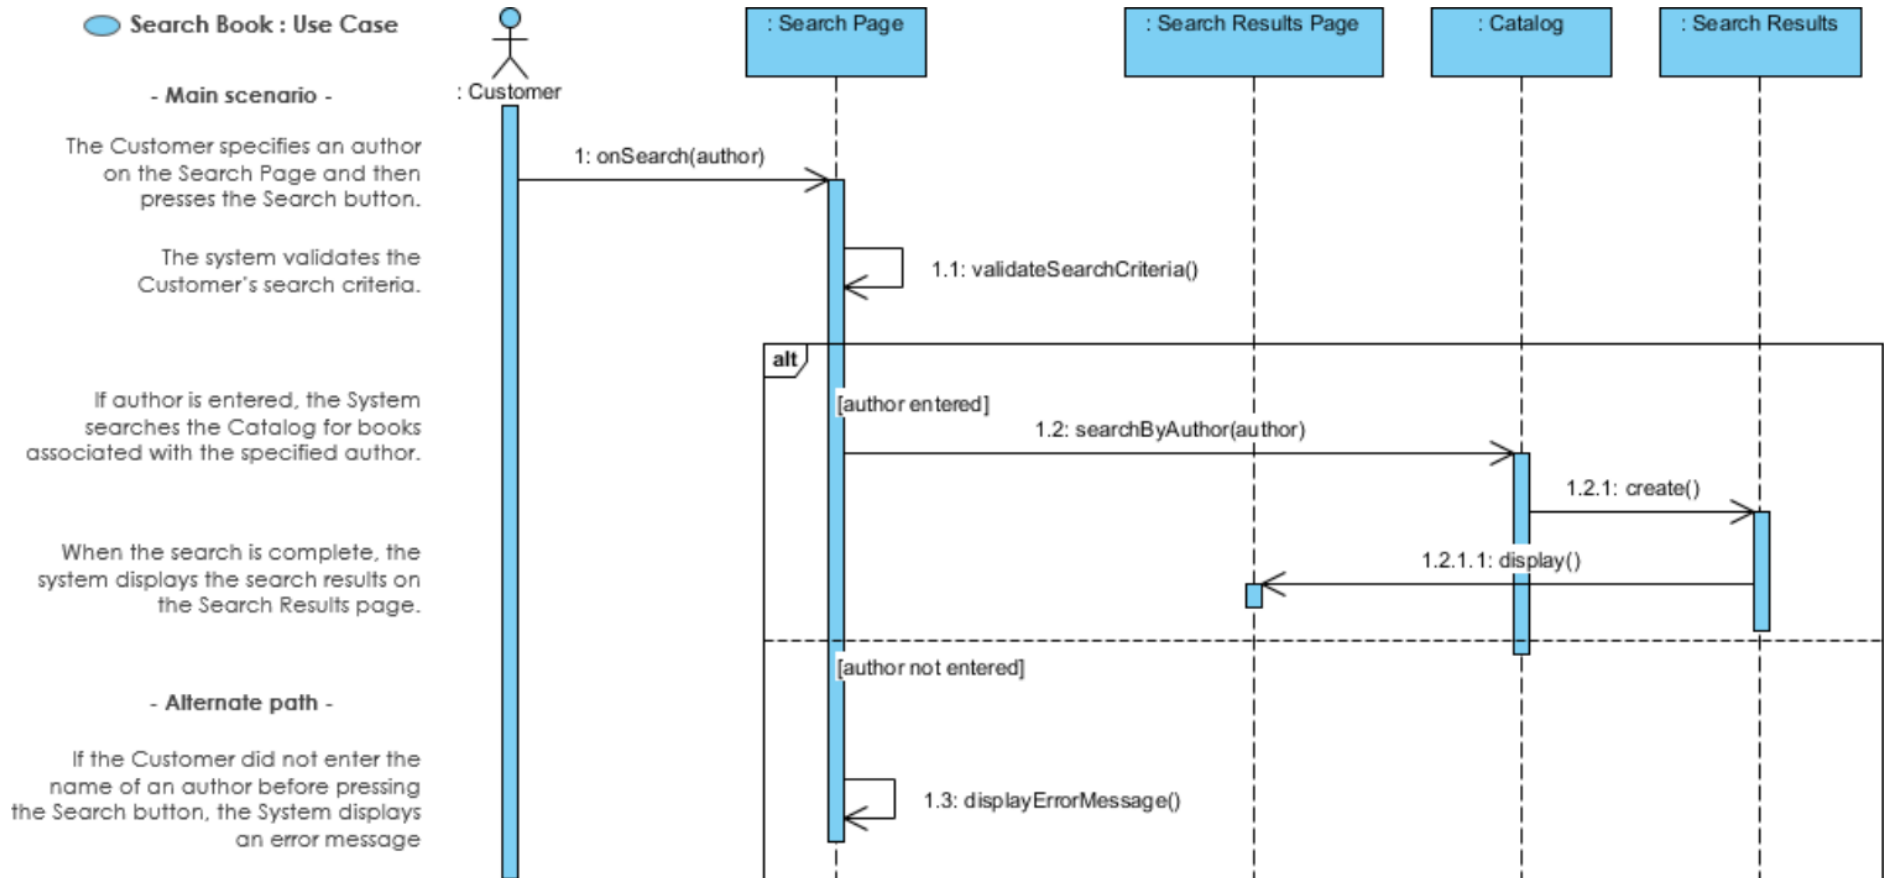 Search Book : Use Case
: Customer
: Search Page
: Search Results Page
: Catalog
: Search Results
- Main scenario -
The Customer specifies an author
on the Search Page and then
presses the Search button.
1: onSearch(author)
The system validates the
Customer's search criteria.
1.1: validateSearchCriteria()
alt
[author entered]
If author is entered, the System
searches the Catalog for books
associated with the specified author.
1.2: searchByAuthor(author)
1.2.1: create()
When the search is complete, the
system displays the search results on
the Search Results page.
1.2.1.1: display()
[author not entered]
- Alternate path -
If the Customer did not enter the
name of an author before pressing
the Search button, the System displays
an error message
1.3: displayErrorMessage()